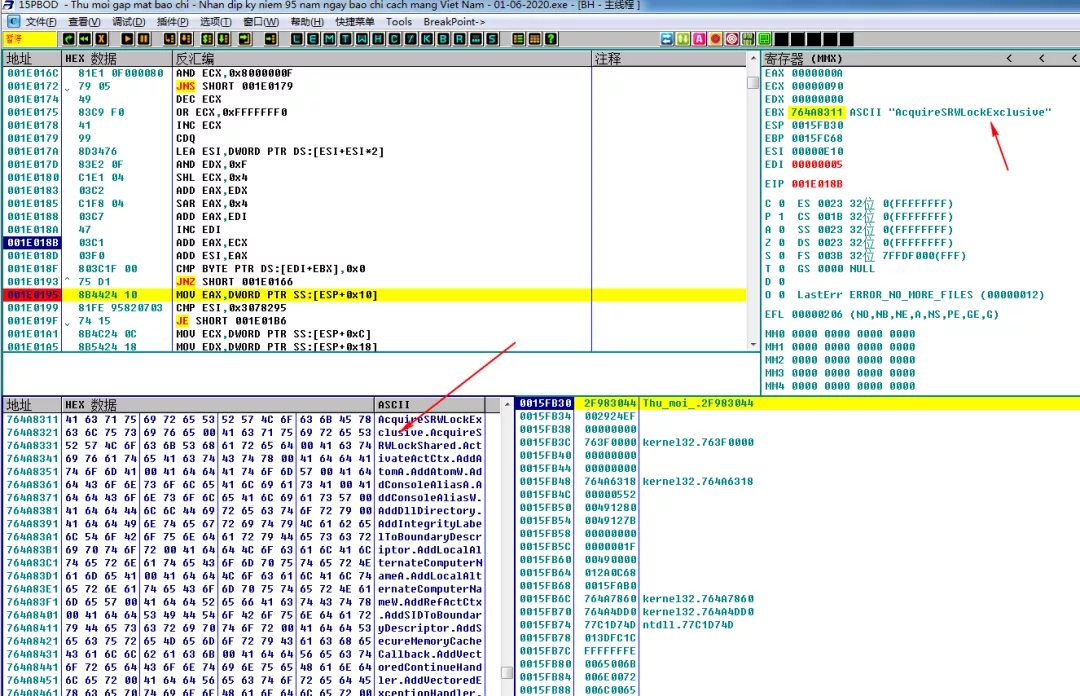 15PBOD - Thu moi gap mat bao chi - Nhan dip ky niem 95 nam ngay bao chi cach mang Viet Nam - 01-06-2020.exe - [BH - 主线程 ]
文件(F) 查看(V) 调试(D) 插件(P) 选项(T) 窗口(W) 帮助(H) 快捷菜单 Tools BreakPoint->
暂停 L E M T W H C / K B R ... S ?
地址 HEX 数据 反汇编 注释
001E016C 81E1 0F000080 AND ECX,0x8000000F
001E0172 79 05 JNS SHORT 001E0179
001E0174 49 DEC ECX
001E0175 83C9 F0 OR ECX,0xFFFFFFF0
001E0178 41 INC ECX
001E0179 99 CDQ
001E017A 8D3476 LEA ESI,DWORD PTR DS:[ESI+ESI*2]
001E017D 83E2 0F AND EDX,0xF
001E0180 C1E1 04 SHL ECX,0x4
001E0183 03C2 ADD EAX,EDX
001E0185 C1F8 04 SAR EAX,0x4
001E0188 03C7 ADD EAX,EDI
001E018A 47 INC EDI
001E018B 03C1 ADD EAX,ECX
001E018D 03F0 ADD ESI,EAX
001E018F 803C1F 00 CMP BYTE PTR DS:[EDI+EBX],0x0
001E0193 ^ 75 D1 JNZ SHORT 001E0166
001E0195 8B4424 10 MOV EAX,DWORD PTR SS:[ESP+0x10]
001E0199 81FE 95820703 CMP ESI,0x3078295
001E019F 74 15 JE SHORT 001E01B6
001E01A1 8B4C24 0C MOV ECX,DWORD PTR SS:[ESP+0xC]
001E01A5 8B5424 18 MOV EDX,DWORD PTR SS:[ESP+0x18]
寄存器 (MMX) < < <
EAX 0000000A
ECX 00000090
EDX 00000000
EBX 764A8311 ASCII "AcquireSRWLockExclusive"
ESP 0015FB30
EBP 0015FC68
ESI 00000E10
EDI 00000005
EIP 001E018B
C 0 ES 0023 32位 0(FFFFFFFF)
P 1 CS 001B 32位 0(FFFFFFFF)
A 0 SS 0023 32位 0(FFFFFFFF)
Z 0 DS 0023 32位 0(FFFFFFFF)
S 0 FS 003B 32位 7FFDF000(FFF)
T 0 GS 0000 NULL
D 0
O 0 LastErr ERROR_NO_MORE_FILES (00000012)
EFL 00000206 (NO,NB,NE,A,NS,PE,GE,G)
MM0 0000 0000 0000 0000
MM1 0000 0000 0000 0000
MM2 0000 0000 0000 0000
MM3 0000 0000 0000 0000
MM4 0000 0000 0000 0000
地址 HEX 数据 ASCII
764A8311 41 63 71 75 69 72 65 53 52 57 4C 6F 63 6B 45 78 AcquireSRWLockEx
764A8321 63 6C 75 73 69 76 65 00 41 63 71 75 69 72 65 53 clusive.AcquireS
764A8331 52 57 4C 6F 63 6B 53 68 61 72 65 64 00 41 63 74 RWLockShared.Act
764A8341 69 76 61 74 65 41 63 74 43 74 78 00 41 64 64 41 ivateActCtx.AddA
764A8351 74 6F 6D 41 00 41 64 64 41 74 6F 6D 57 00 41 64 tomA.AddAtomW.Ad
764A8361 64 43 6F 6E 73 6F 6C 65 41 6C 69 61 73 41 00 41 dConsoleAliasA.A
764A8371 64 64 43 6F 6E 73 6F 6C 65 41 6C 69 61 73 57 00 ddConsoleAliasW.
764A8381 41 64 64 44 6C 6C 44 69 72 65 63 74 6F 72 79 00 AddDllDirectory.
764A8391 41 64 64 49 6E 74 65 67 72 69 74 79 4C 61 62 65 AddIntegrityLabe
764A83A1 6C 54 6F 42 6F 75 6E 64 61 72 79 44 65 73 63 72 lToBoundaryDescr
764A83B1 69 70 74 6F 72 00 41 64 64 4C 6F 63 61 6C 41 6C iptor.AddLocalAl
764A83C1 74 65 72 6E 61 74 65 43 6F 6D 70 75 74 65 72 4E ternateComputerN
764A83D1 61 6D 65 41 00 41 64 64 4C 6F 63 61 6C 41 6C 74 ameA.AddLocalAlt
764A83E1 65 72 6E 61 74 65 43 6F 6D 70 75 74 65 72 4E 61 ernateComputerNa
764A83F1 6D 65 57 00 41 64 64 52 65 66 41 63 74 43 74 78 meW.AddRefActCtx
764A8401 00 41 64 64 53 49 44 54 6F 42 6F 75 6E 64 61 72 .AddSIDToBoundar
764A8411 79 44 65 73 63 72 69 70 74 6F 72 00 41 64 64 53 yDescriptor.AddS
764A8421 65 63 75 72 65 4D 65 6D 6F 72 79 43 61 63 68 65 ecureMemoryCache
764A8431 43 61 6C 6C 62 61 63 6B 00 41 64 64 56 65 63 74 Callback.AddVect
764A8441 6F 72 65 64 43 6F 6E 74 69 6E 75 65 48 61 6E 64 oredContinueHand
764A8451 6C 65 72 00 41 64 64 56 65 63 74 6F 72 65 64 45 ler.AddVectoredE
764A8461 78 63 65 70 74 69 6F 6E 48 61 6E 64 6C 65 72 00 xceptionHandler.
0015FB30 2F983044 Thu_moi_.2F983044
0015FB34 002924EF
0015FB38 00000000
0015FB3C 763F0000 kernel32.763F0000
0015FB40 00000000
0015FB44 00000000
0015FB48 764A6318 kernel32.764A6318
0015FB4C 00000552
0015FB50 00491280
0015FB54 0049127B
0015FB58 00000000
0015FB5C 0000001F
0015FB60 00490000
0015FB64 012A0C68
0015FB68 0015FAB0
0015FB6C 764A7860 kernel32.764A7860
0015FB70 764A4DD0 kernel32.764A4DD0
0015FB74 77C1D74D ntdll.77C1D74D
0015FB78 013DFC1C
0015FB7C FFFFFFFE
0015FB80 0065006B
0015FB84 006E0072
0015FB88 006C0065